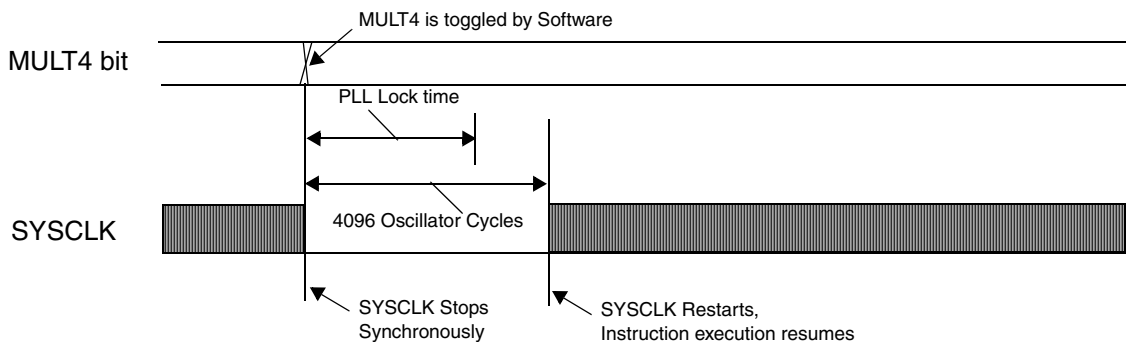 MULT4 is toggled by Software
MULT4 bit
PLL Lock time
4096 Oscillator Cycles
SYSCLK
SYSCLK Stops
Synchronously
SYSCLK Restarts,
Instruction execution resumes